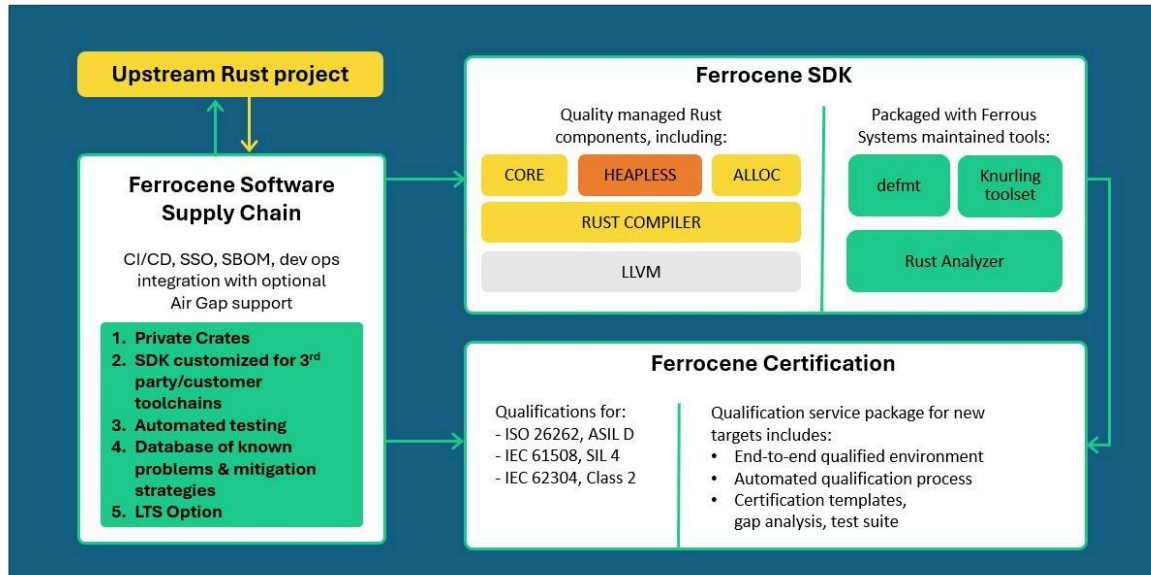 Upstream Rust project
Ferrocene Software
Supply Chain
CI/CD, SSO, SBOM, dev ops
integration with optional
Air Gap support
1. Private Crates
2. SDK customized for 3rd
party/customer
toolchains
3. Automated testing
4. Database of known
problems & mitigation
strategies
5. LTS Option
Ferrocene SDK
Quality managed Rust
components, including:
CORE
HEAPLESS
ALLOC
RUST COMPILER
LLVM
Packaged with Ferrous
Systems maintained tools:
defmt
Knurling
toolset
Rust Analyzer
Ferrocene Certification
Qualifications for:
- ISO 26262, ASIL D
- IEC 61508, SIL 4
- IEC 62304, Class 2
Qualification service package for new
targets includes:
• End-to-end qualified environment
• Automated qualification process
• Certification templates,
gap analysis, test suite